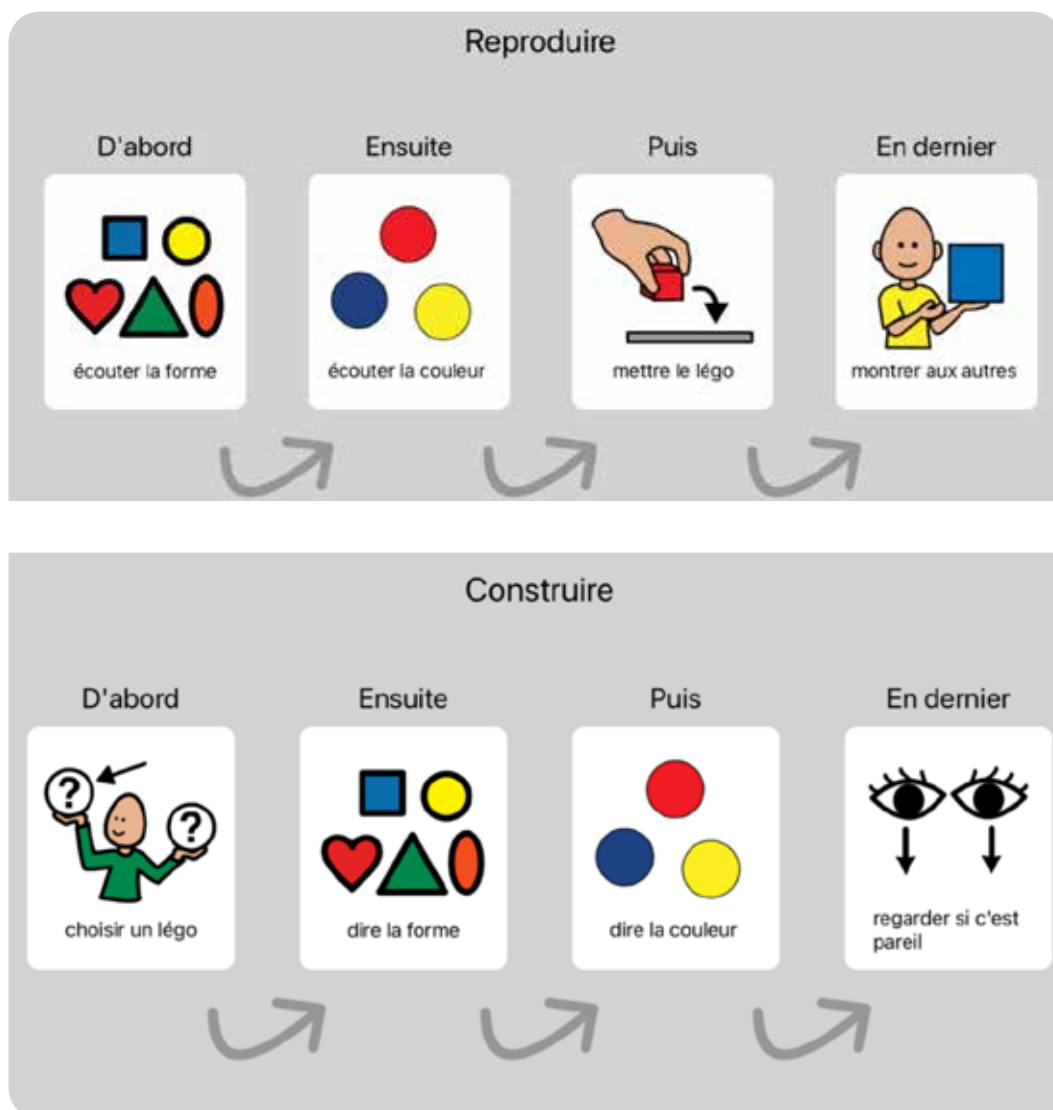 Reproduire
D'abord
Ensuite
Puis
En dernier
écouter la forme
écouter la couleur
mettre le légo
montrer aux autres
Construire
D'abord
Ensuite
Puis
En dernier
? ?
choisir un légo
dire la forme
dire la couleur
regarder si c'est
pareil